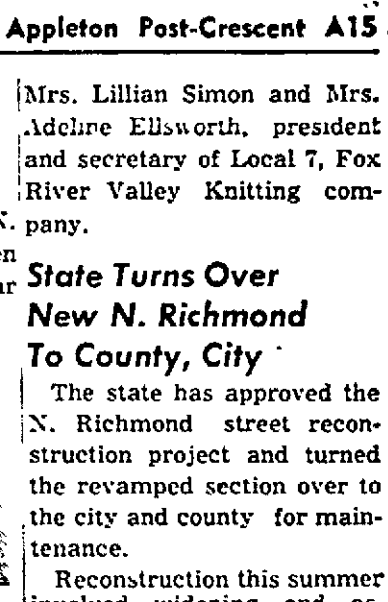 Appleton Post-Crescent A15
Mrs. Lillian Simon and Mrs.
Adeline Ellsworth, president
and secretary of Local 7, Fox
River Valley Knitting com-
pany.
State Turns Over
New N. Richmond
To County, City
The state has approved the
N. Richmond street recon-
struction project and turned
the revamped section over to
the city and county for main-
tenance.
Reconstruction this summer
involved widening and